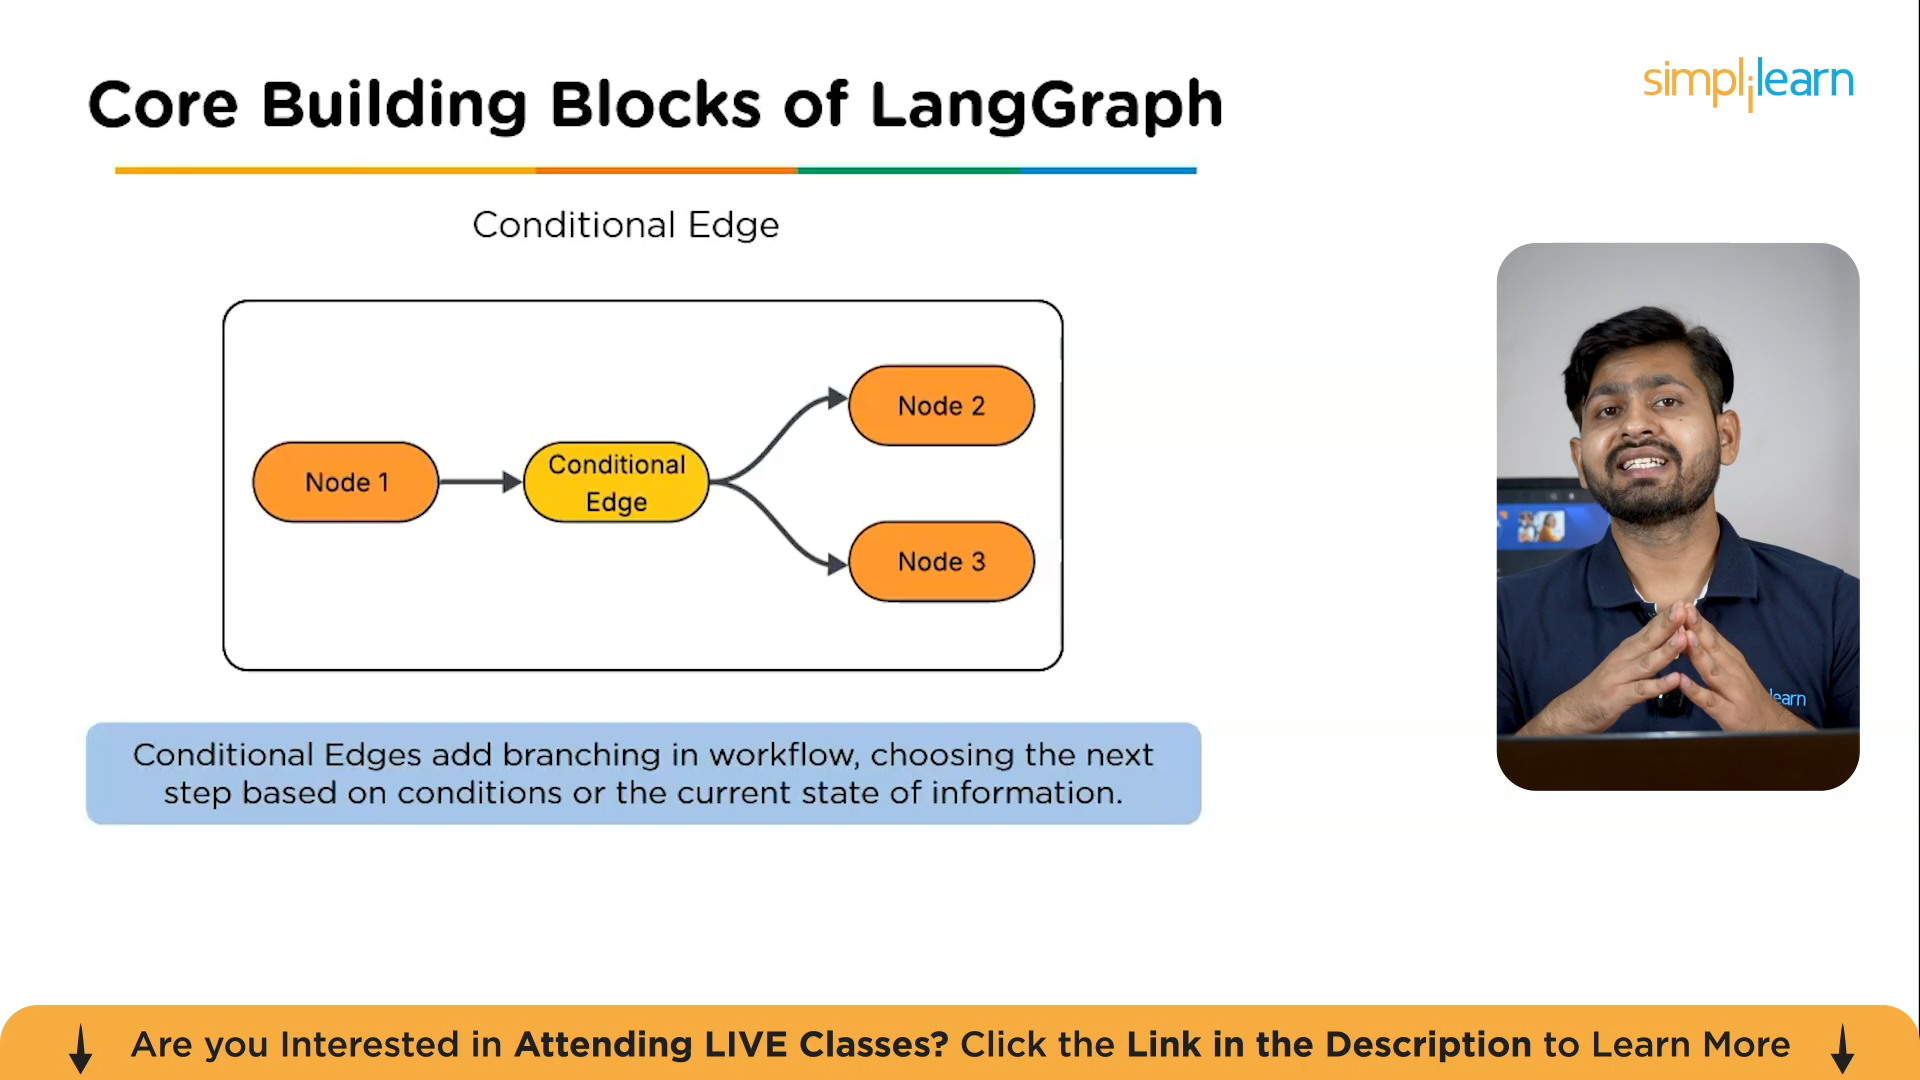 Core Building Blocks of LangGraph
simplilearn
Conditional Edge
Node 1
Conditional
Edge
Node 2
Node 3
Conditional Edges add branching in workflow, choosing the next
step based on conditions or the current state of information.
learn
Are you Interested in Attending LIVE Classes? Click the Link in the Description to Learn More